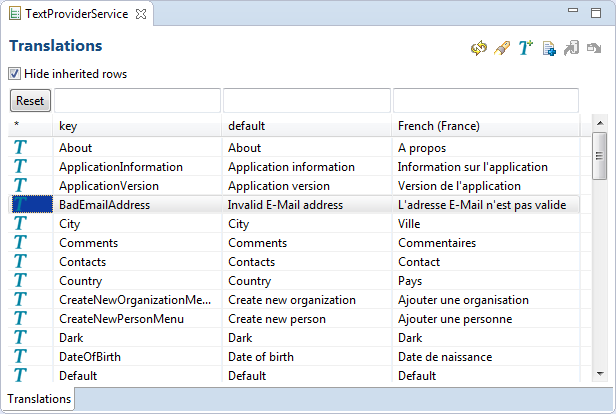 TextProviderService
Translations
Hide inherited rows
Reset
* key default French (France)
T About About A propos
T ApplicationInformation Application information Information sur l'application
T ApplicationVersion Application version Version de l'application
T BadEmailAddress Invalid E-Mail address L'adresse E-Mail n'est pas valide
T City City Ville
T Comments Comments Commentaires
T Contacts Contacts Contact
T Country Country Pays
T CreateNewOrganizationMe... Create new organization Ajouter une organisation
T CreateNewPersonMenu Create new person Ajouter une personne
T Dark Dark Dark
T DateOfBirth Date of birth Date de naissance
T Default Default Default
Translations